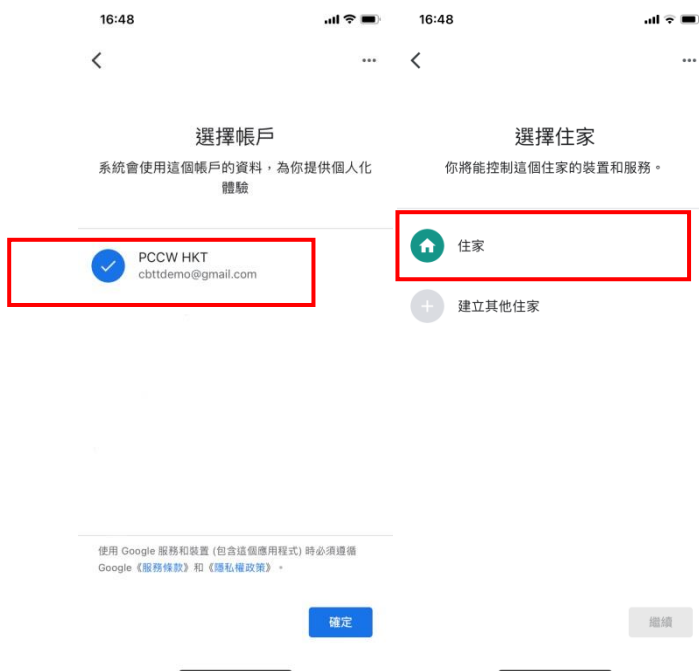 16:48
選擇帳戶
系統會使用這個帳戶的資料，為你提供個人化
體驗
PCCW HKT
cbttdemo@gmail.com
使用 Google 服務和裝置 (包含這個應用程式) 時必須遵循
Google《服務條款》和《隱私權政策》。
確定
16:48
選擇住家
你將能控制這個住家的裝置和服務。
住家
建立其他住家
繼續